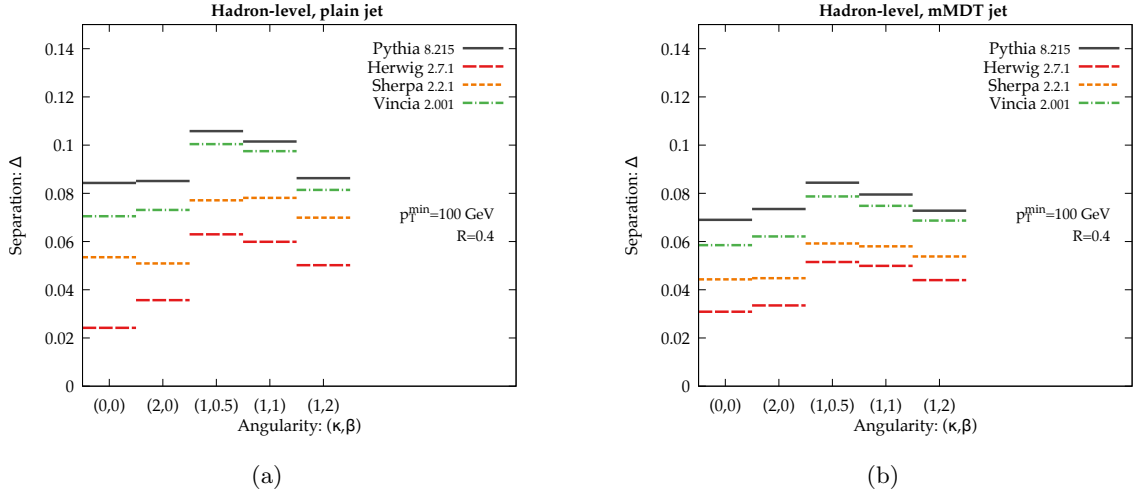 Hadron-level, plain jet
0.14
0.12
0.1
0.08
0.06
0.04
0.02
0
Separation: Δ
Pythia 8.215
Herwig 2.7.1
Sherpa 2.2.1
Vincia 2.001
p_T^min=100 GeV
R=0.4
(0,0) (2,0) (1,0.5) (1,1) (1,2)
Angularity: (κ,β)
(a)
Hadron-level, mMDT jet
0.14
0.12
0.1
0.08
0.06
0.04
0.02
0
Separation: Δ
Pythia 8.215
Herwig 2.7.1
Sherpa 2.2.1
Vincia 2.001
p_T^min=100 GeV
R=0.4
(0,0) (2,0) (1,0.5) (1,1) (1,2)
Angularity: (κ,β)
(b)